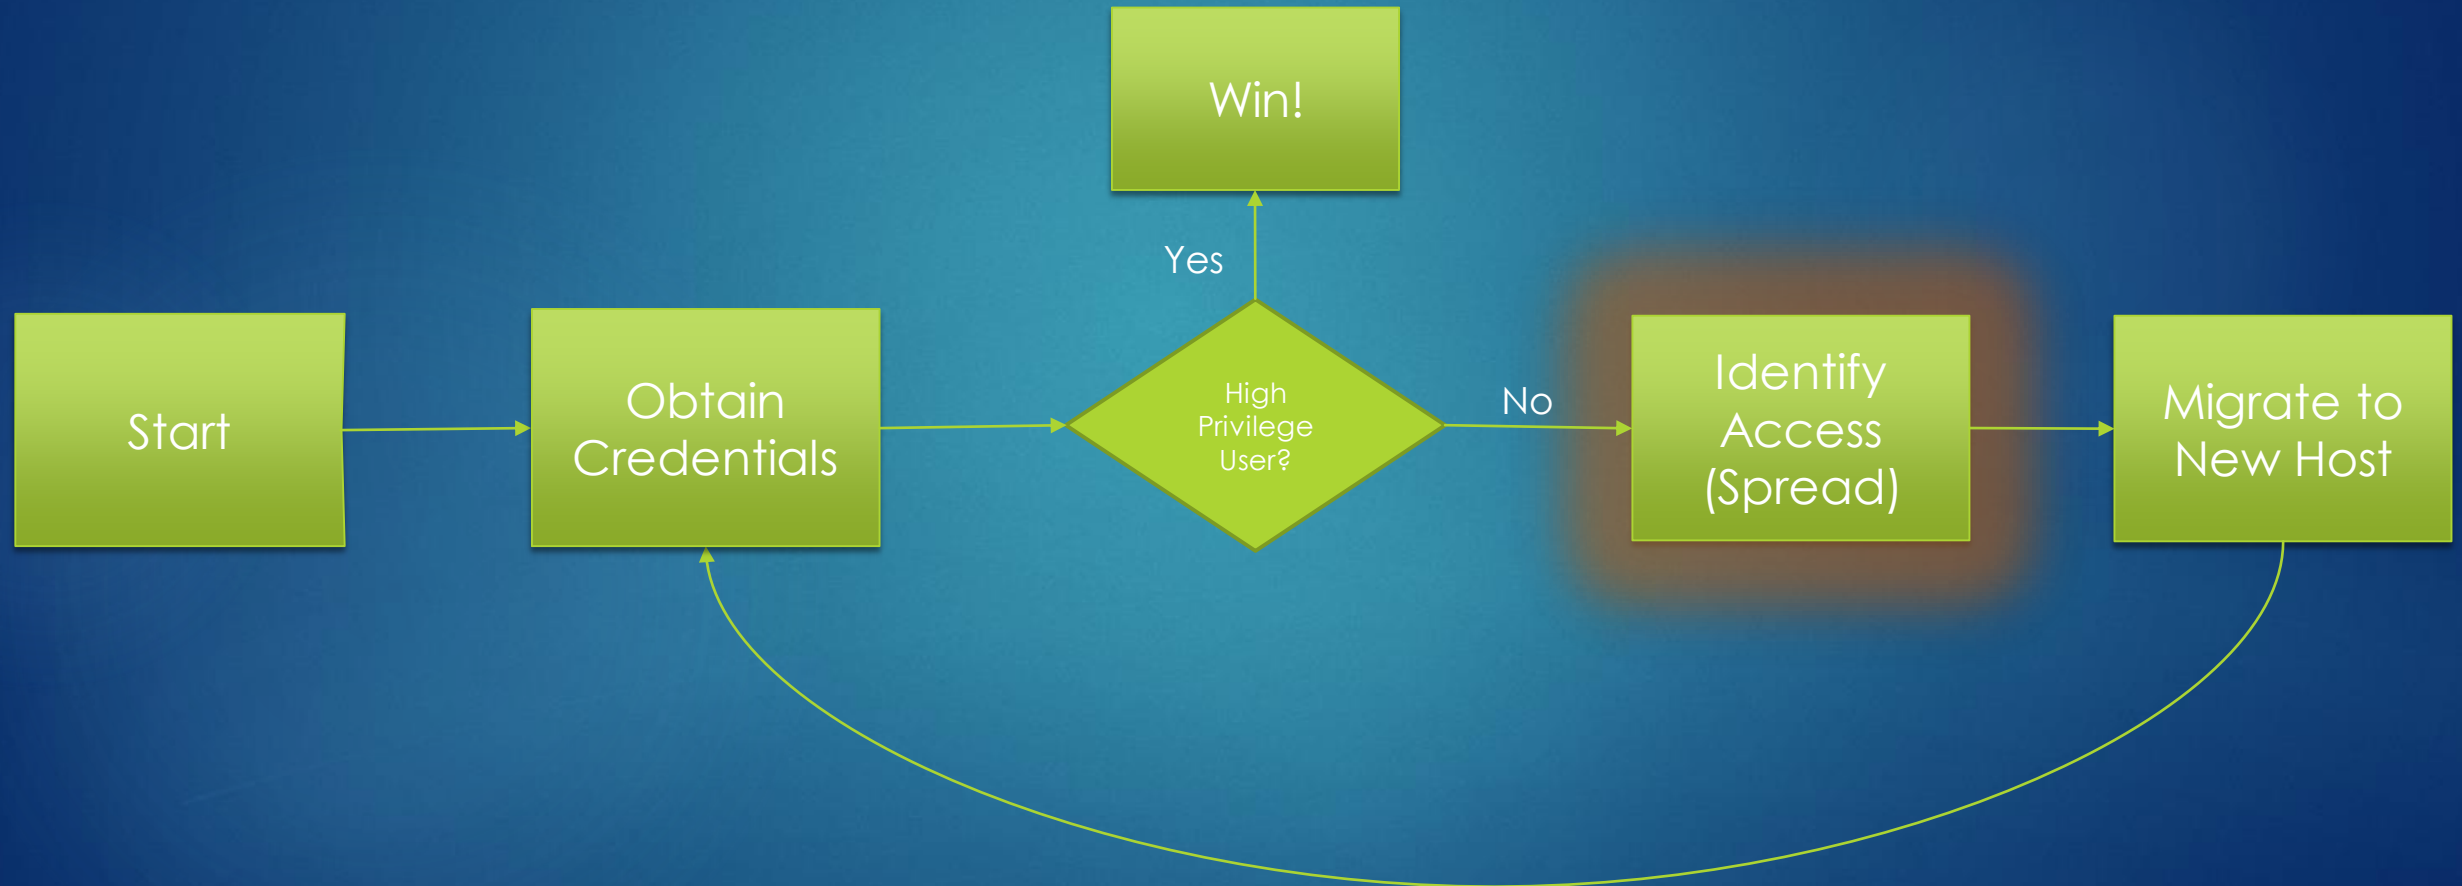 Win!
Yes
Start
Obtain
Credentials
High
Privilege
User?
No
Identify
Access
(Spread)
Migrate to
New Host